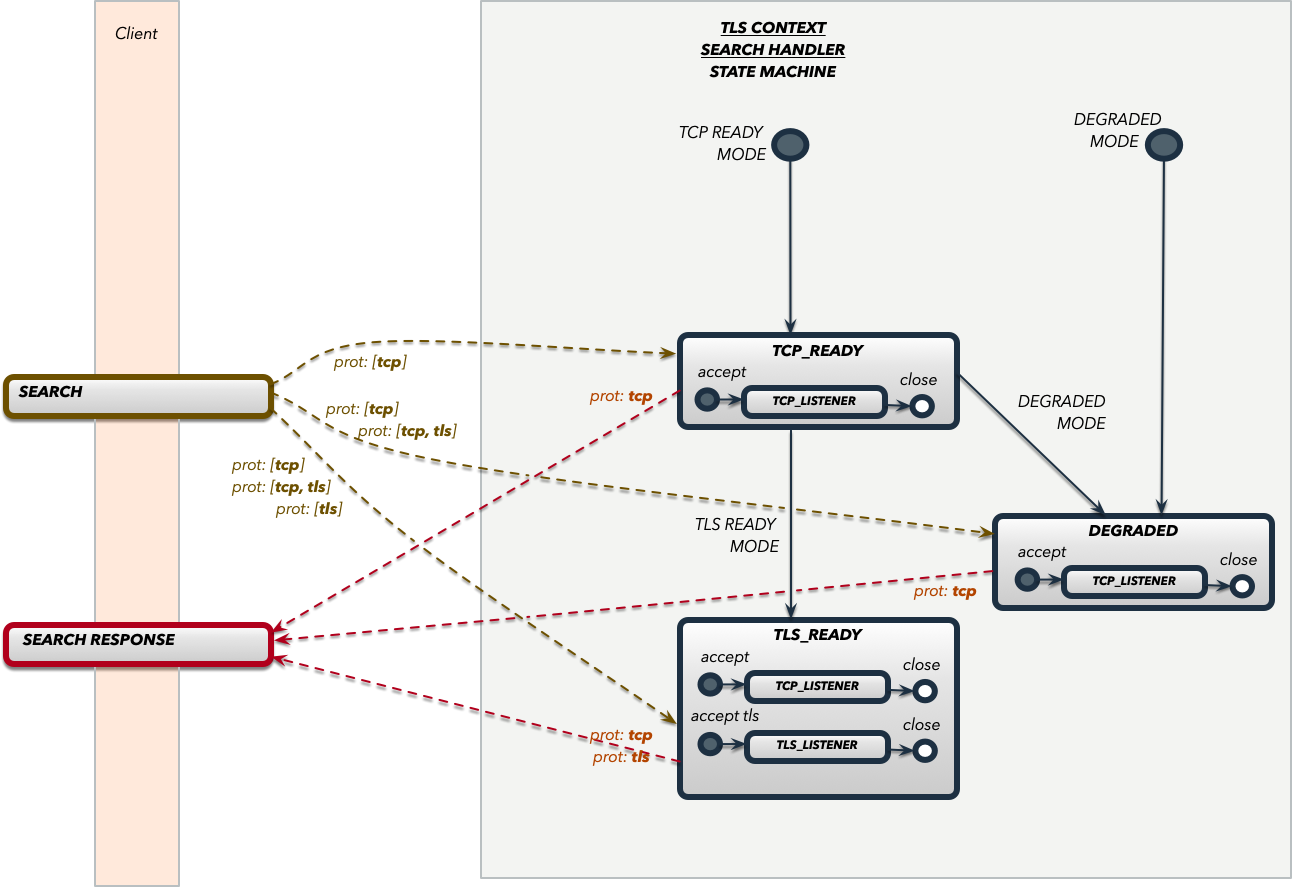 Client
TLS CONTEXT
SEARCH HANDLER
STATE MACHINE
TCP READY
MODE
DEGRADED
MODE
TCP_READY
accept
close
TCP_LISTENER
prot: [tcp]
SEARCH
prot: tcp
prot: [tcp]
prot: [tcp, tls]
DEGRADED
MODE
prot: [tcp]
prot: [tcp, tls]
prot: [tls]
TLS READY
MODE
DEGRADED
accept
close
TCP_LISTENER
prot: tcp
SEARCH RESPONSE
TLS_READY
accept
close
TCP_LISTENER
accept tls
close
TLS_LISTENER
prot: tcp
prot: tls